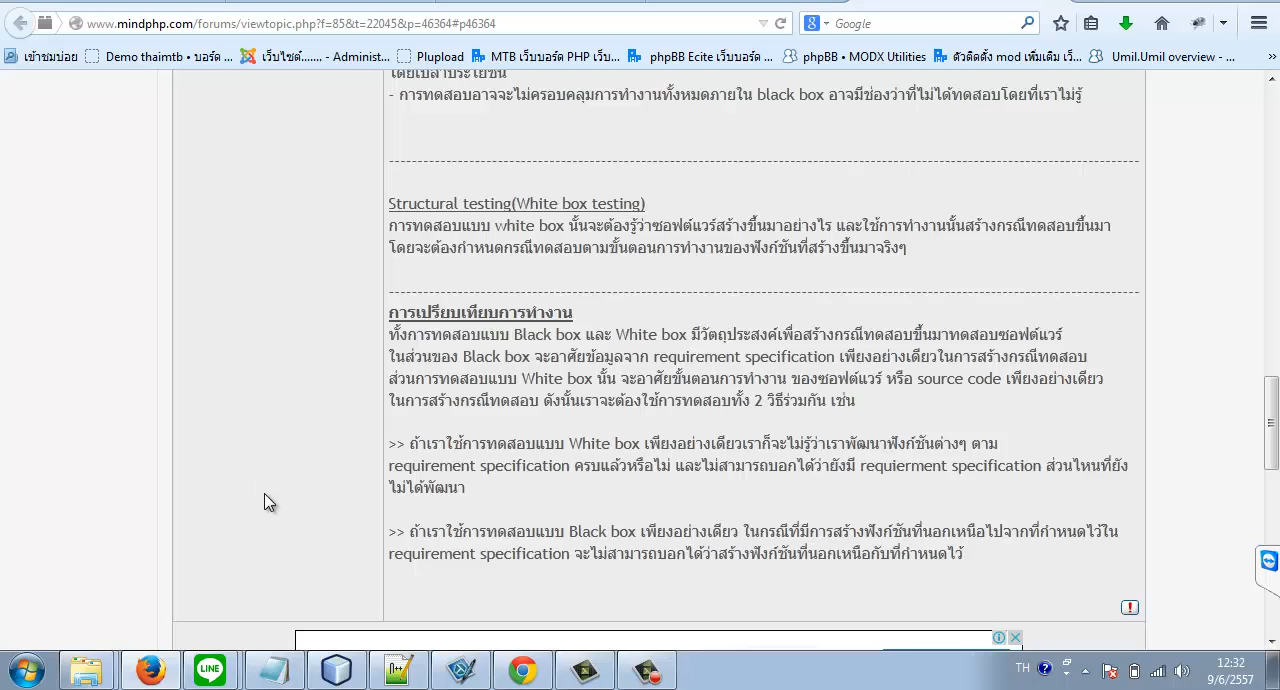 www.mindphp.com/forums/viewtopic.php?f=85&t=22045&p=46364#p46364
Google
เข้าชมบ่อย Demo thaimtb • บอร์ด ... เว็บไซต์....... - Administ... Plupload MTB เว็บบอร์ด PHP เว็บ... phpBB Ecite เว็บบอร์ด ... phpBB • MODX Utilities ตัวติดตั้ง mod เพิ่มเติม เว็... Umil.Umil overview - ... »
โดยเปล่าประโยชน์
- การทดสอบอาจจะไม่ครอบคลุมการทำงานทั้งหมดภายใน black box อาจมีช่องว่าที่ไม่ได้ทดสอบโดยที่เราไม่รู้
Structural testing(White box testing)
การทดสอบแบบ white box นั้นจะต้องรู้ว่าซอฟต์แวร์สร้างขึ้นมาอย่างไร และใช้การทำงานนั้นสร้างกรณีทดสอบขึ้นมา
โดยจะต้องกำหนดกรณีทดสอบตามขั้นตอนการทำงานของฟังก์ชันที่สร้างขึ้นมาจริงๆ
การเปรียบเทียบการทำงาน
ทั้งการทดสอบแบบ Black box และ White box มีวัตถุประสงค์เพื่อสร้างกรณีทดสอบขึ้นมาทดสอบซอฟต์แวร์
ในส่วนของ Black box จะอาศัยข้อมูลจาก requirement specification เพียงอย่างเดียวในการสร้างกรณีทดสอบ
ส่วนการทดสอบแบบ White box นั้น จะอาศัยขั้นตอนการทำงาน ของซอฟต์แวร์ หรือ source code เพียงอย่างเดียว
ในการสร้างกรณีทดสอบ ดังนั้นเราจะต้องใช้การทดสอบทั้ง 2 วิธีร่วมกัน เช่น
>> ถ้าเราใช้การทดสอบแบบ White box เพียงอย่างเดียวเราก็จะไม่รู้ว่าเราพัฒนาฟังก์ชันต่างๆ ตาม
requirement specification ครบแล้วหรือไม่ และไม่สามารถบอกได้ว่ายังมี requierment specification ส่วนไหนที่ยัง
ไม่ได้พัฒนา
>> ถ้าเราใช้การทดสอบแบบ Black box เพียงอย่างเดียว ในกรณีที่มีการสร้างฟังก์ชันที่นอกเหนือไปจากที่กำหนดไว้ใน
requirement specification จะไม่สามารถบอกได้ว่าสร้างฟังก์ชันที่นอกเหนือกับที่กำหนดไว้
LINE
TH
12:32
9/6/2557